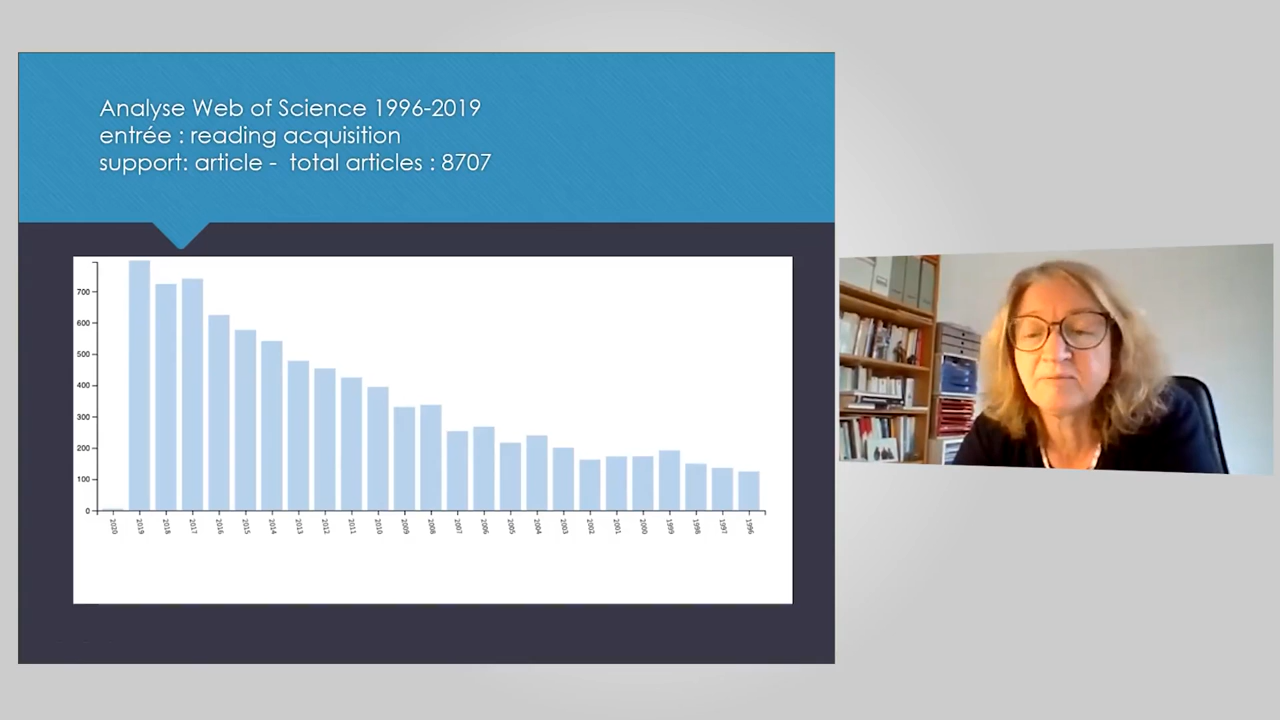 Analyse Web of Science 1996-2019
entrée : reading acquisition
support: article - total articles : 8707
700
600
500
400
300
200
100
0
2020 2019 2018 2017 2016 2015 2014 2013 2012 2011 2010 2009 2008 2007 2006 2005 2004 2003 2002 2001 2000 1999 1998 1997 1996